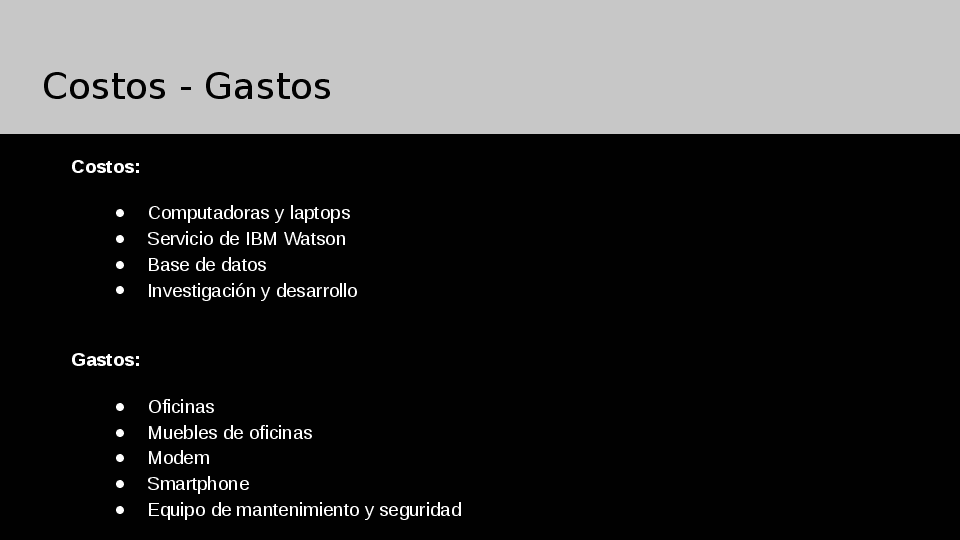 Costos - Gastos
Costos:
● Computadoras y laptops
● Servicio de IBM Watson
● Base de datos
● Investigación y desarrollo
Gastos:
● Oficinas
● Muebles de oficinas
● Modem
● Smartphone
● Equipo de mantenimiento y seguridad